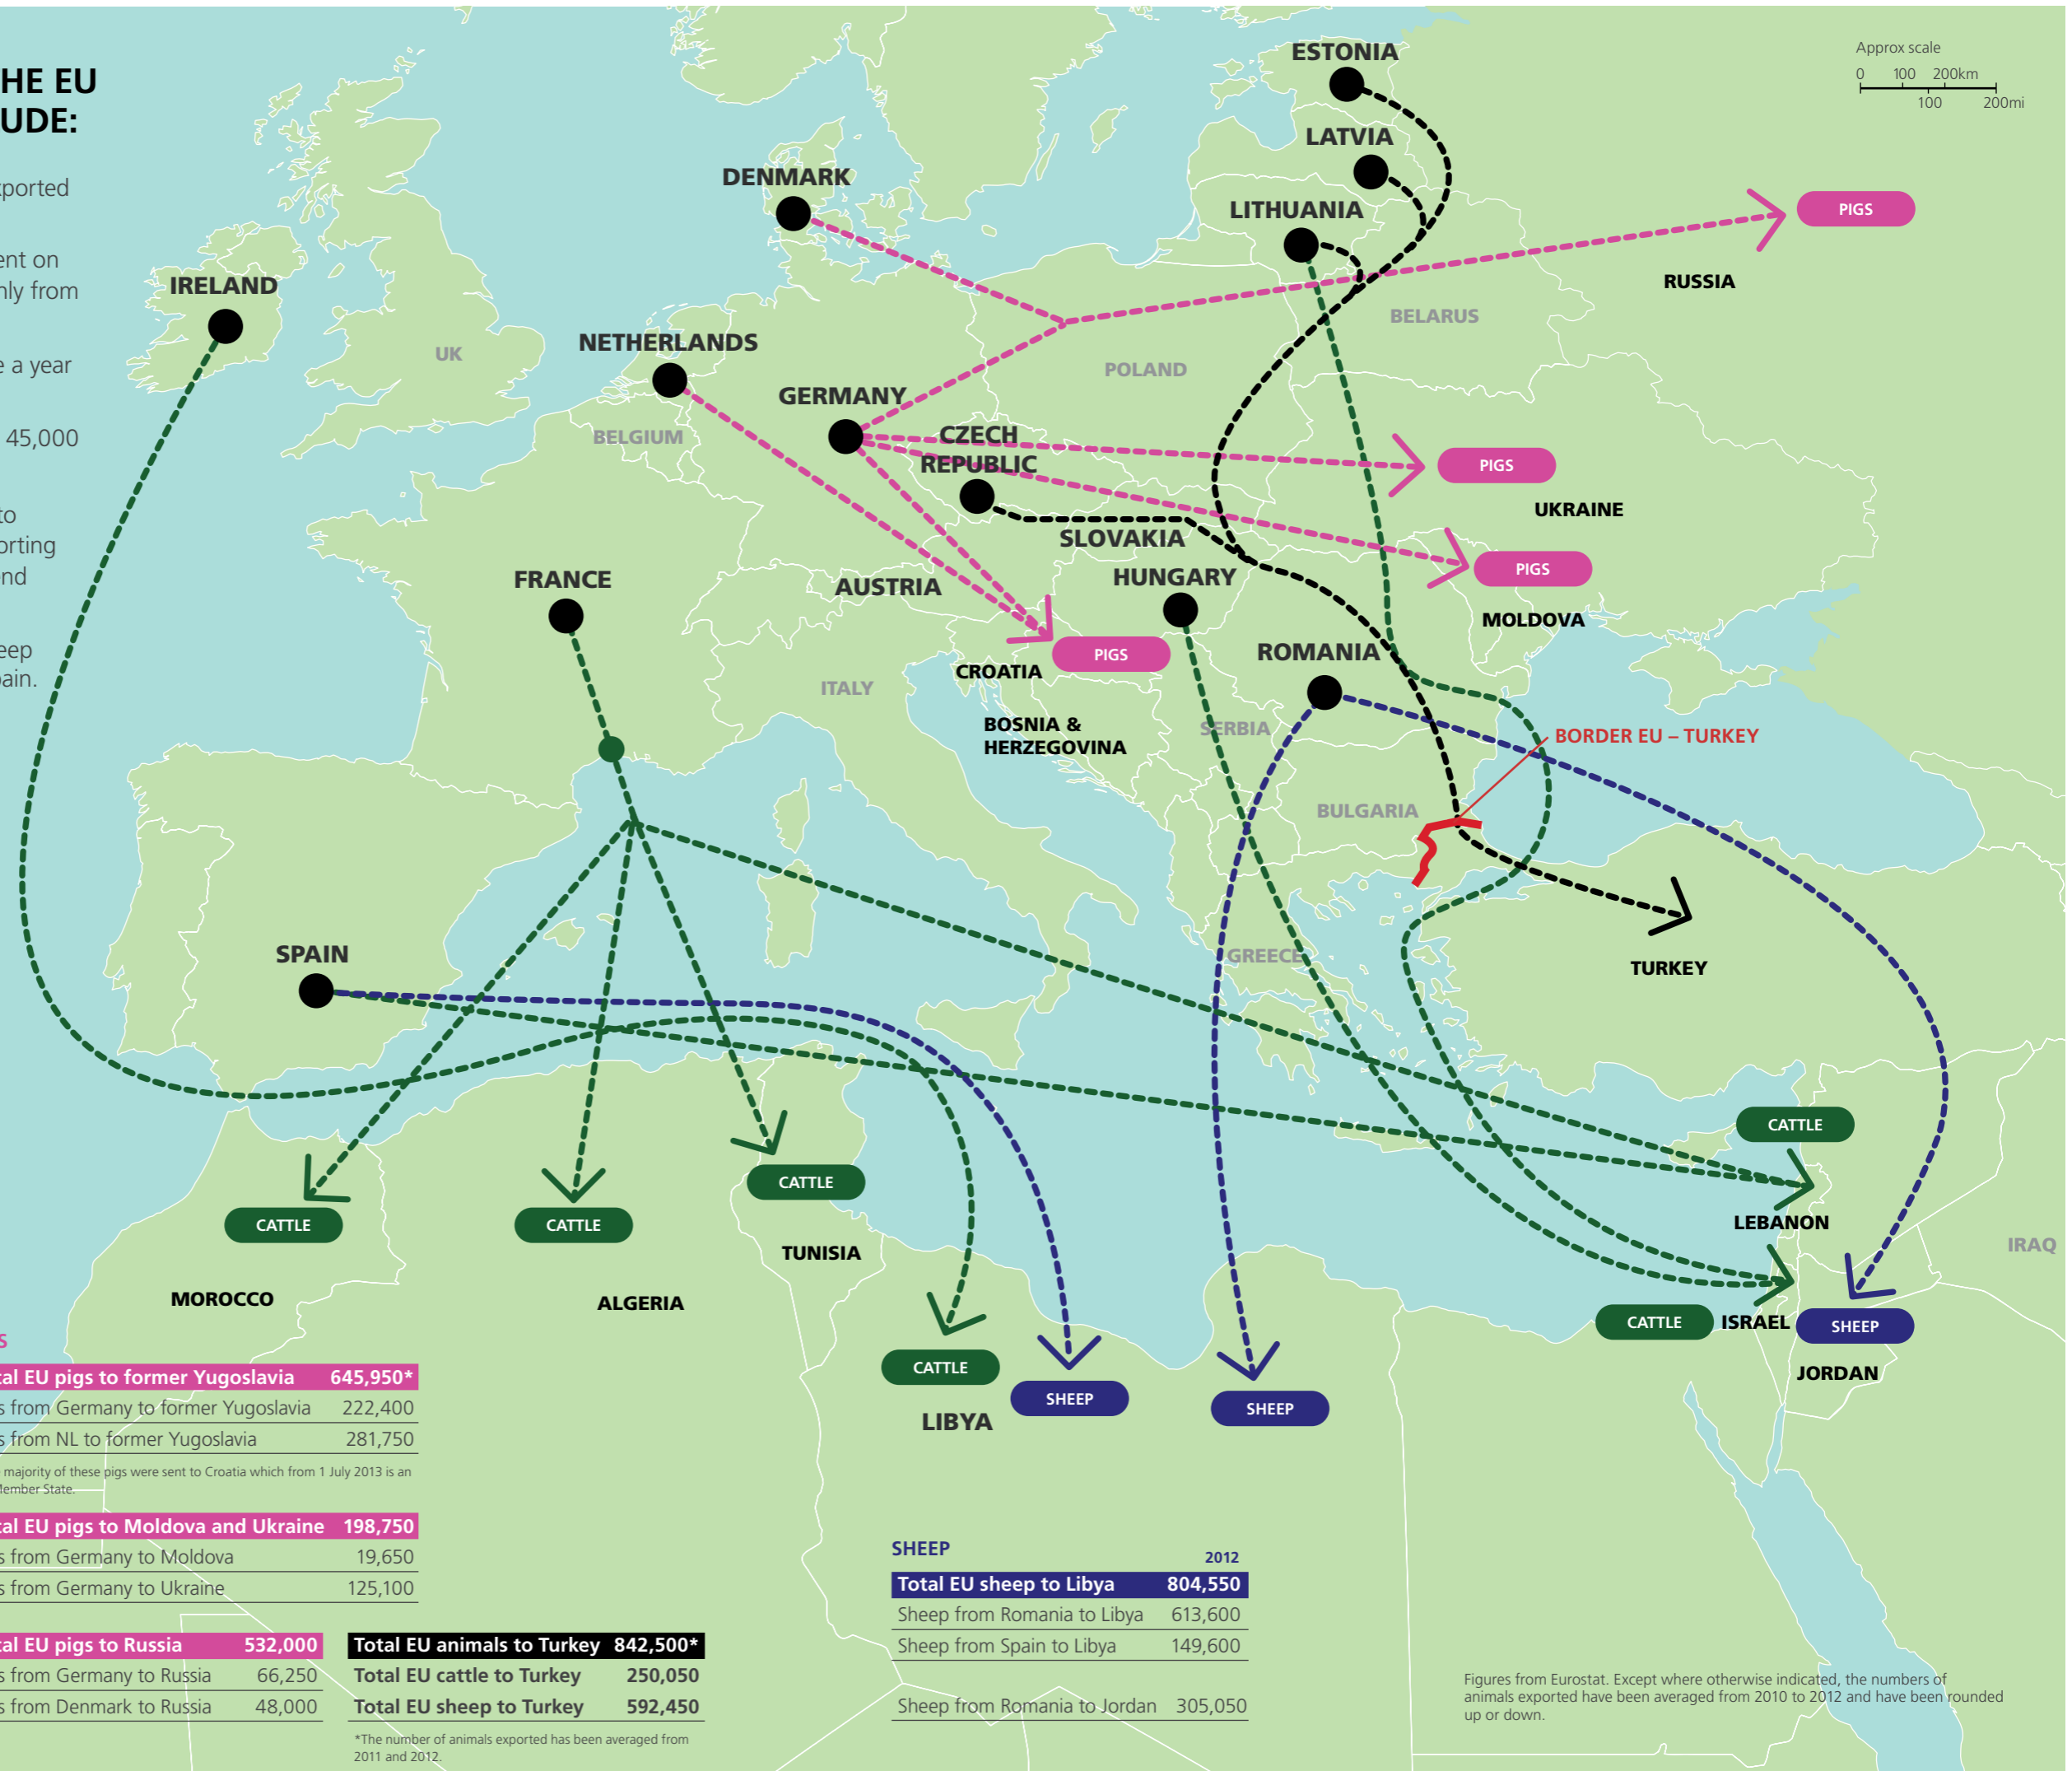 HE EU
UDE:
ported
ent on
nly from
e a year
45,000
to
orting
nd
eep
ain.
Approx scale
0 100 200km
100 200mi
ESTONIA
LATVIA
DENMARK
LITHUANIA
PIGS
RUSSIA
IRELAND
BELARUS
NETHERLANDS
UK
POLAND
GERMANY
BELGIUM
CZECH
REPUBLIC
PIGS
UKRAINE
SLOVAKIA
PIGS
HUNGARY
FRANCE
AUSTRIA
MOLDOVA
ROMANIA
PIGS
CROATIA
ITALY
BOSNIA &
HERZEGOVINA
SERBIA
BORDER EU – TURKEY
BULGARIA
SPAIN
GREECE
TURKEY
CATTLE
CATTLE
LEBANON
CATTLE
CATTLE
TUNISIA
IRAQ
MOROCCO
ALGERIA
CATTLE
ISRAEL
SHEEP
JORDAN
CATTLE
SHEEP
SHEEP
LIBYA
S
tal EU pigs to former Yugoslavia 645,950*
s from Germany to former Yugoslavia 222,400
s from NL to former Yugoslavia 281,750
majority of these pigs were sent to Croatia which from 1 July 2013 is an
Member State.
tal EU pigs to Moldova and Ukraine 198,750
s from Germany to Moldova 19,650
s from Germany to Ukraine 125,100
tal EU pigs to Russia 532,000
s from Germany to Russia 66,250
s from Denmark to Russia 48,000
Total EU animals to Turkey 842,500*
Total EU cattle to Turkey 250,050
Total EU sheep to Turkey 592,450
*The number of animals exported has been averaged from
2011 and 2012.
SHEEP 2012
Total EU sheep to Libya 804,550
Sheep from Romania to Libya 613,600
Sheep from Spain to Libya 149,600
Sheep from Romania to Jordan 305,050
Figures from Eurostat. Except where otherwise indicated, the numbers of
animals exported have been averaged from 2010 to 2012 and have been rounded
up or down.